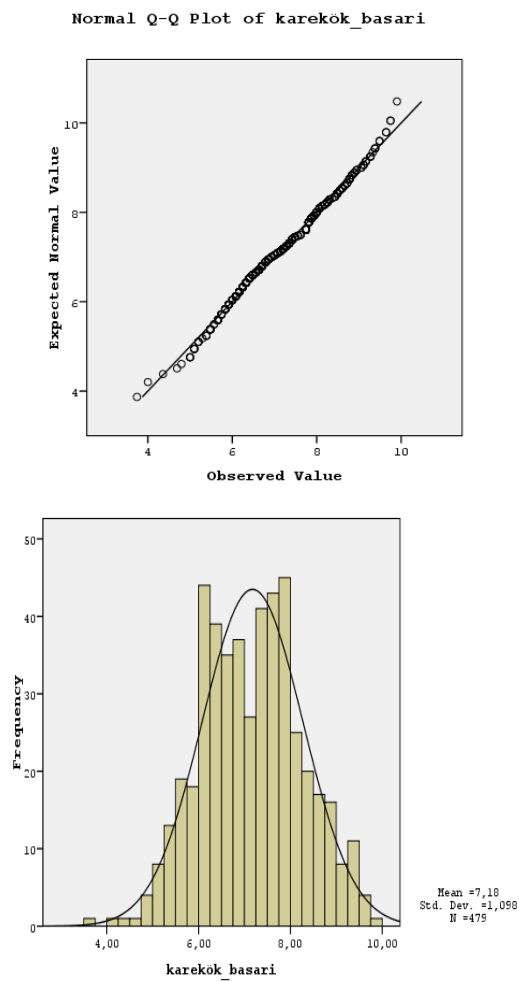 Normal Q-Q Plot of karekök_basari
Expected Normal Value
10
8
6
4
4 6 8 10
Observed Value
Frequency
50
40
30
20
10
0
4,00 6,00 8,00 10,00
karekök_basari
Mean =7,18
Std. Dev. =1,098
N =479